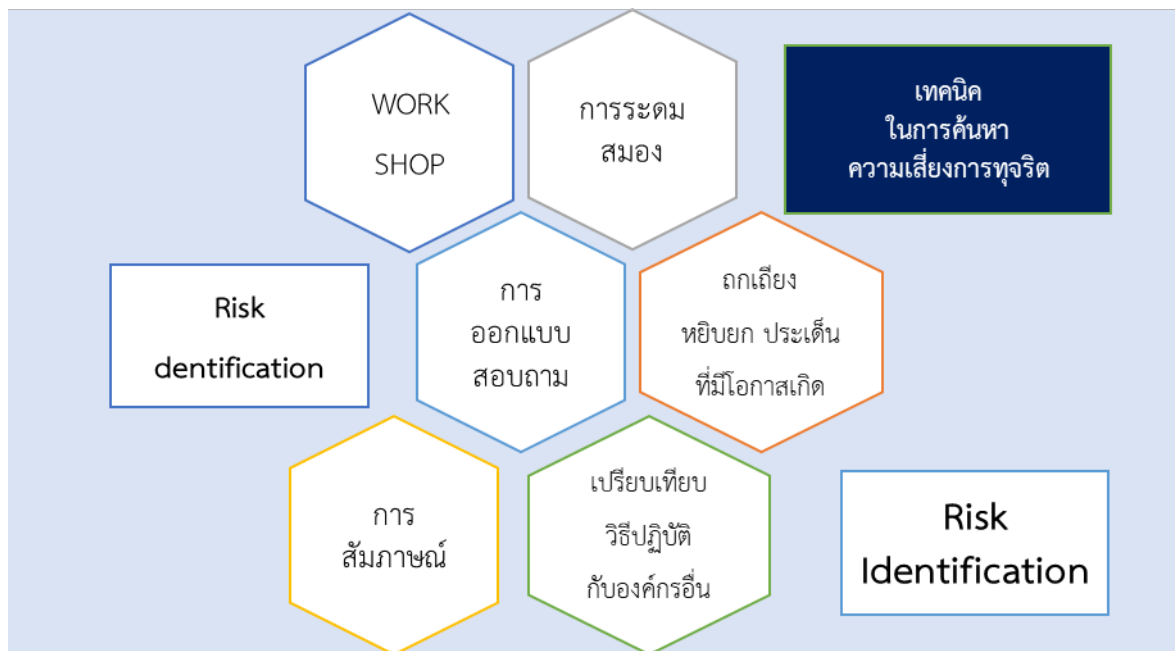 WORK
SHOP
การระดม
สมอง
เทคนิค
ในการค้นหา
ความเสี่ยงการทุจริต
Risk
dentification
การ
ออกแบบ
สอบถาม
ถกเถียง
หยิบยก ประเด็น
ที่มีโอกาสเกิด
การ
สัมภาษณ์
เปรียบเทียบ
วิธีปฏิบัติ
กับองค์กรอื่น
Risk
Identification